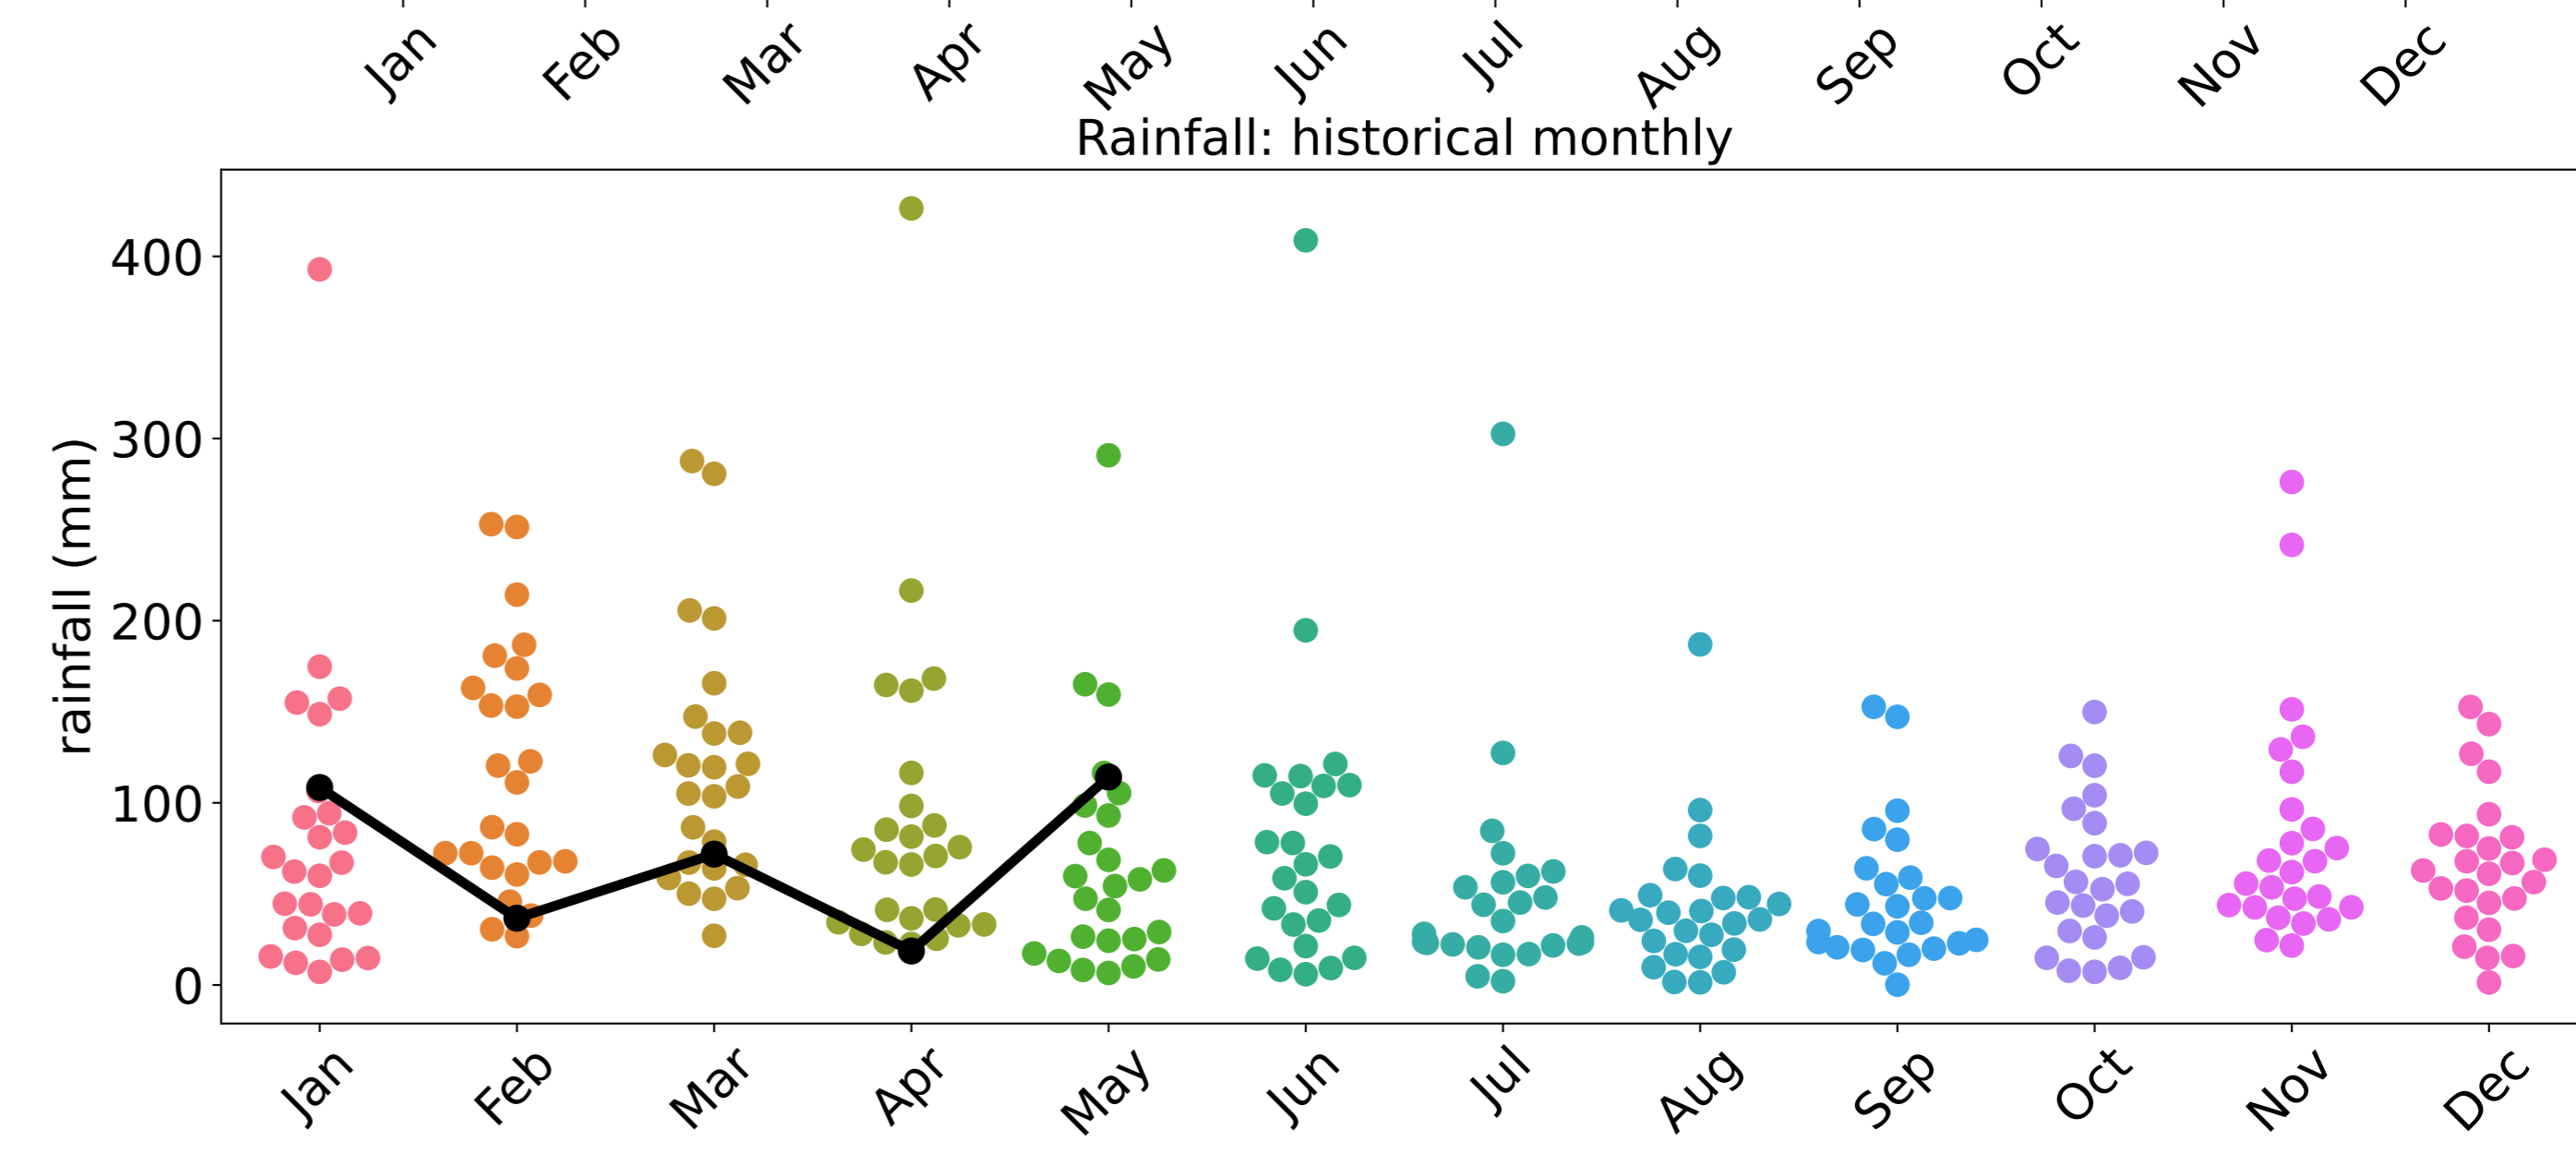 Jan Feb Mar Apr May Jun Jul Aug Sep Oct Nov Dec
Rainfall: historical monthly
rainfall (mm)
400
300
200
100
0
Jan Feb Mar Apr May Jun Jul Aug Sep Oct Nov Dec